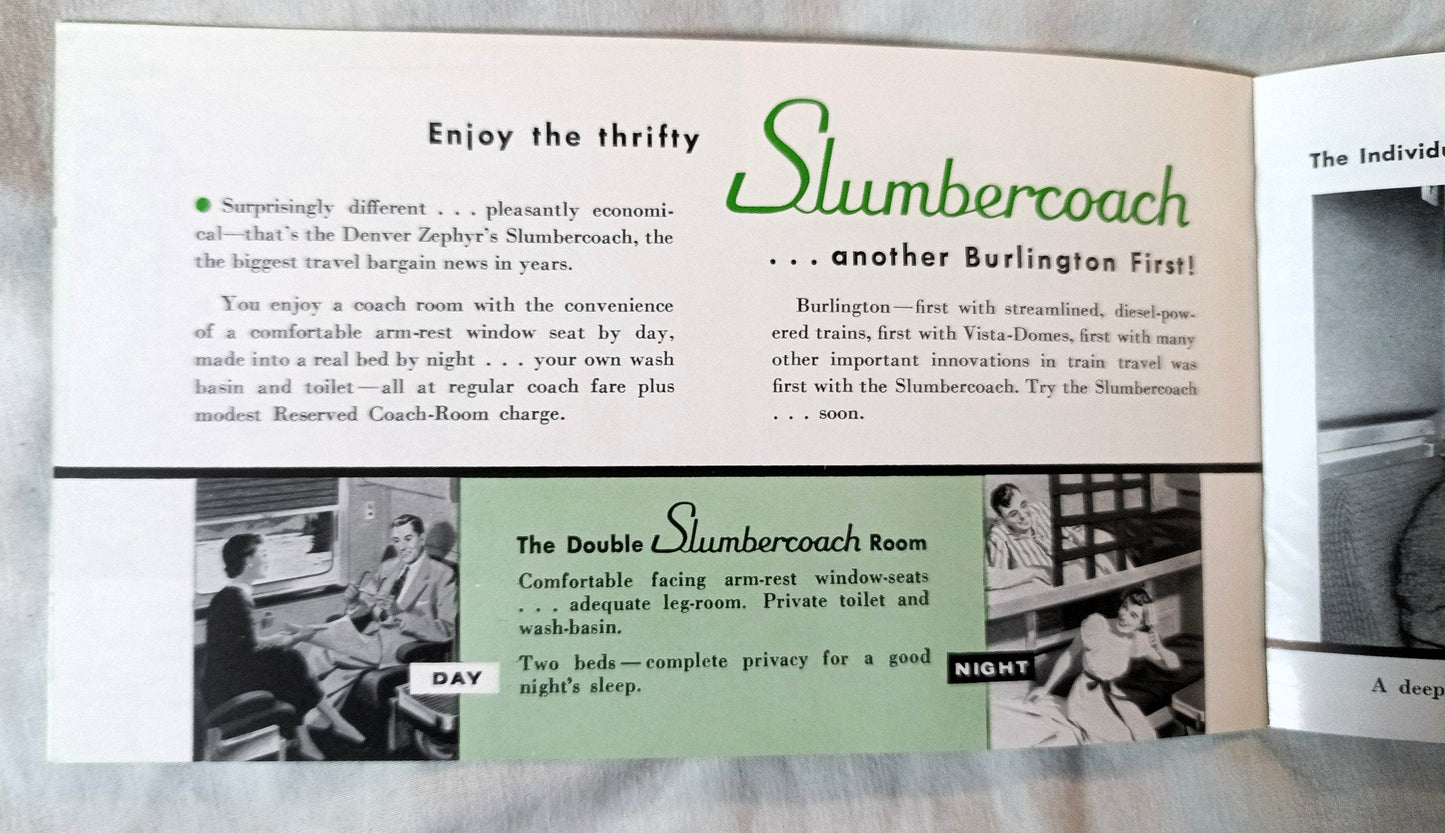 Enjoy the thrifty
Slumbercoach
. . . another Burlington First!
● Surprisingly different . . . pleasantly economi-
cal—that's the Denver Zephyr's Slumbercoach, the
the biggest travel bargain news in years.
You enjoy a coach room with the convenience
of a comfortable arm-rest window seat by day,
made into a real bed by night . . . your own wash
basin and toilet—all at regular coach fare plus
modest Reserved Coach-Room charge.
Burlington—first with streamlined, diesel-pow-
ered trains, first with Vista-Domes, first with many
other important innovations in train travel was
first with the Slumbercoach. Try the Slumbercoach
. . . soon.
The Double Slumbercoach Room
Comfortable facing arm-rest window-seats
. . . adequate leg-room. Private toilet and
wash-basin.
Two beds—complete privacy for a good
night's sleep.
DAY
NIGHT
The Individu
A deep